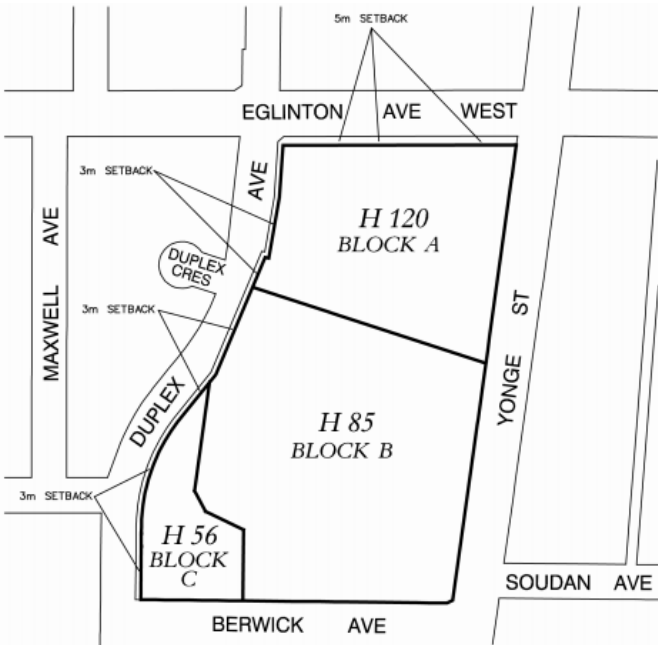 5m SETBACK
EGLINTON AVE WEST
3m SETBACK
AVE
H 120
BLOCK A
MAXWELL AVE
DUPLEX
CRES
3m SETBACK
YONGE ST
DUPLEX
H 85
BLOCK B
3m SETBACK
H 56
BLOCK
C
SOUDAN AVE
BERWICK AVE